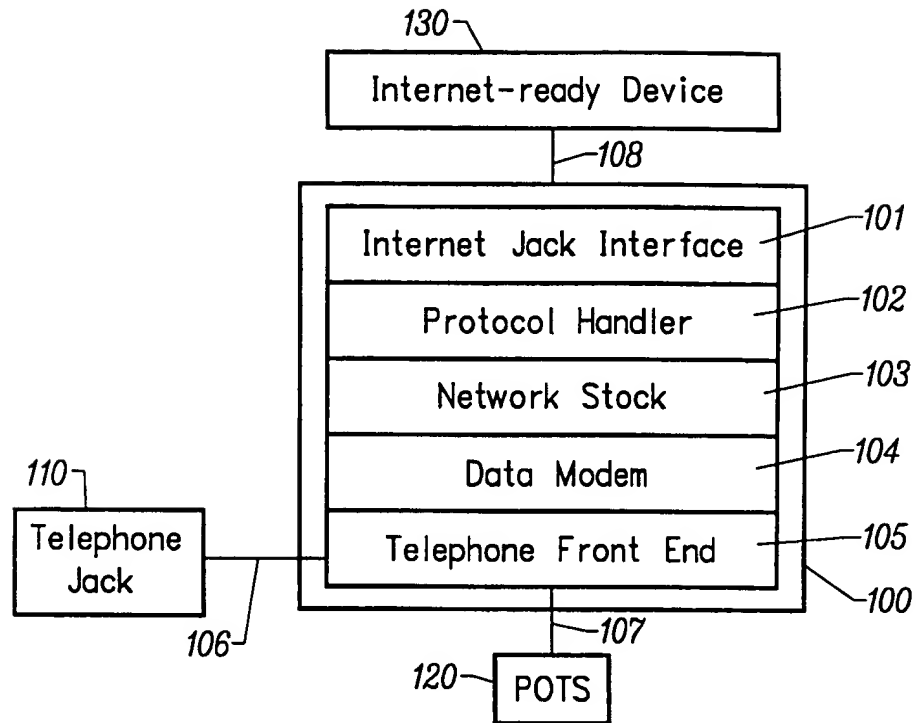 130
Internet-ready Device
108
Internet Jack Interface
101
Protocol Handler
102
Network Stock
103
Data Modem
104
110
Telephone Jack
Telephone Front End
105
100
106
107
120
POTS